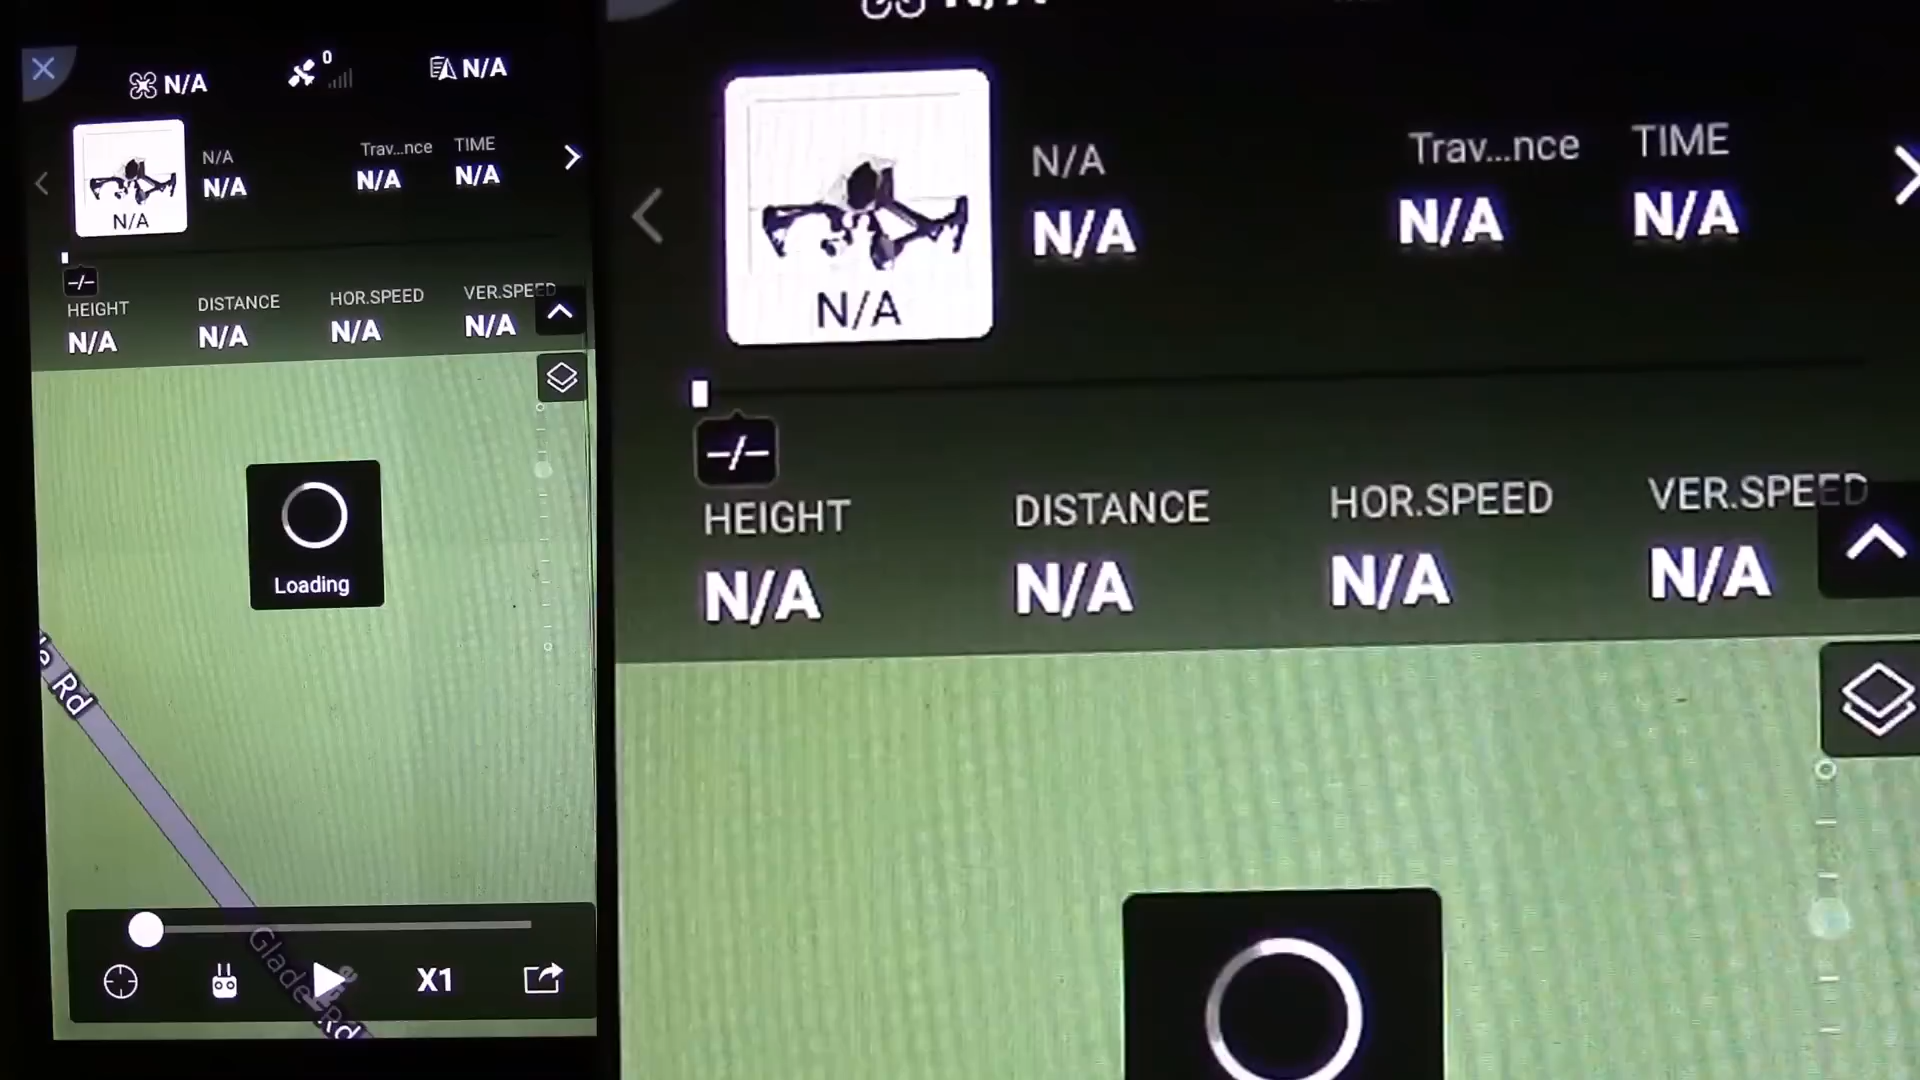 N/A
0
N/A
N/A
N/A
N/A
Trav...nce
N/A
TIME
N/A
-/-
HEIGHT
N/A
DISTANCE
N/A
HOR.SPEED
N/A
VER.SPEED
N/A
Loading
Rd
Glade Rd
X1
N/A
N/A
N/A
N/A
Trav...nce
N/A
TIME
N/A
-/-
HEIGHT
N/A
DISTANCE
N/A
HOR.SPEED
N/A
VER.SPEED
N/A